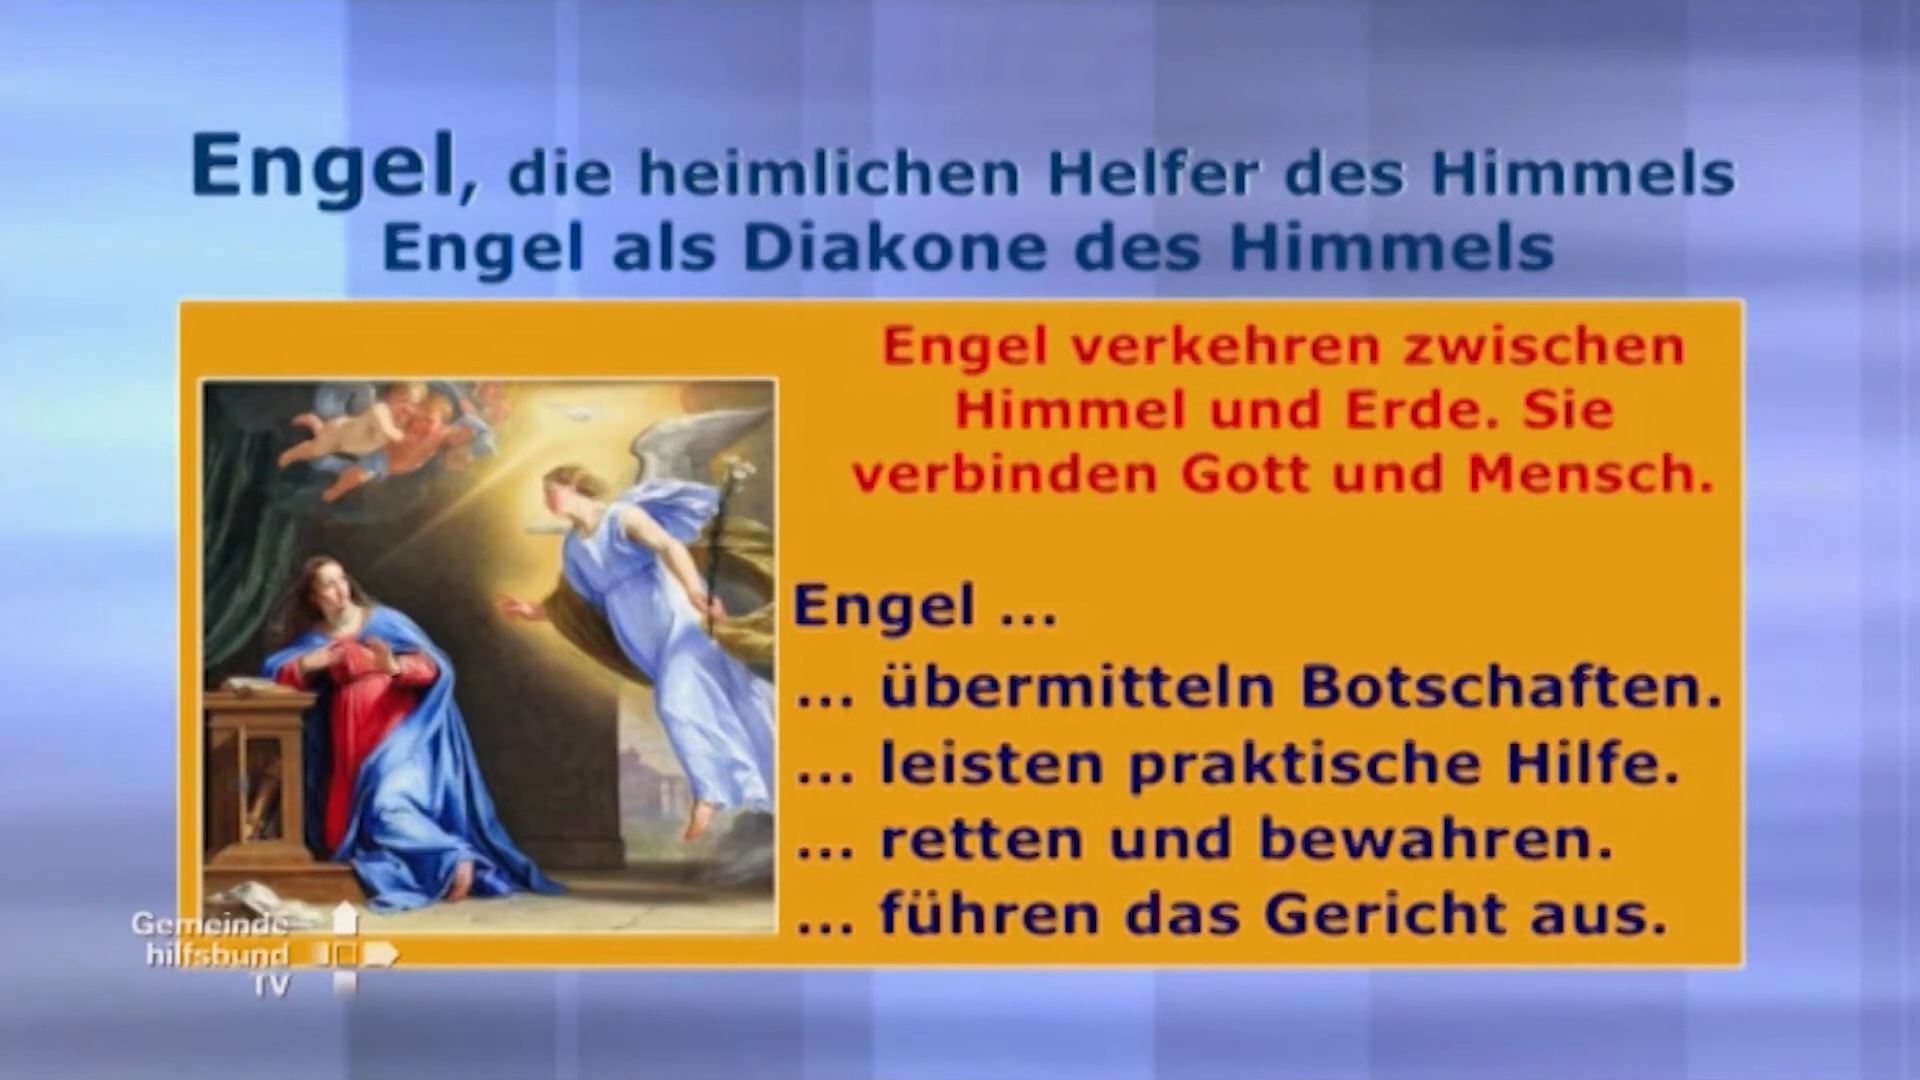 Engel, die heimlichen Helfer des Himmels
Engel als Diakone des Himmels
Engel verkehren zwischen
Himmel und Erde. Sie
verbinden Gott und Mensch.
Engel ...
... übermitteln Botschaften.
... leisten praktische Hilfe.
... retten und bewahren.
... führen das Gericht aus.
Gemeinde
hilfsbund
TV